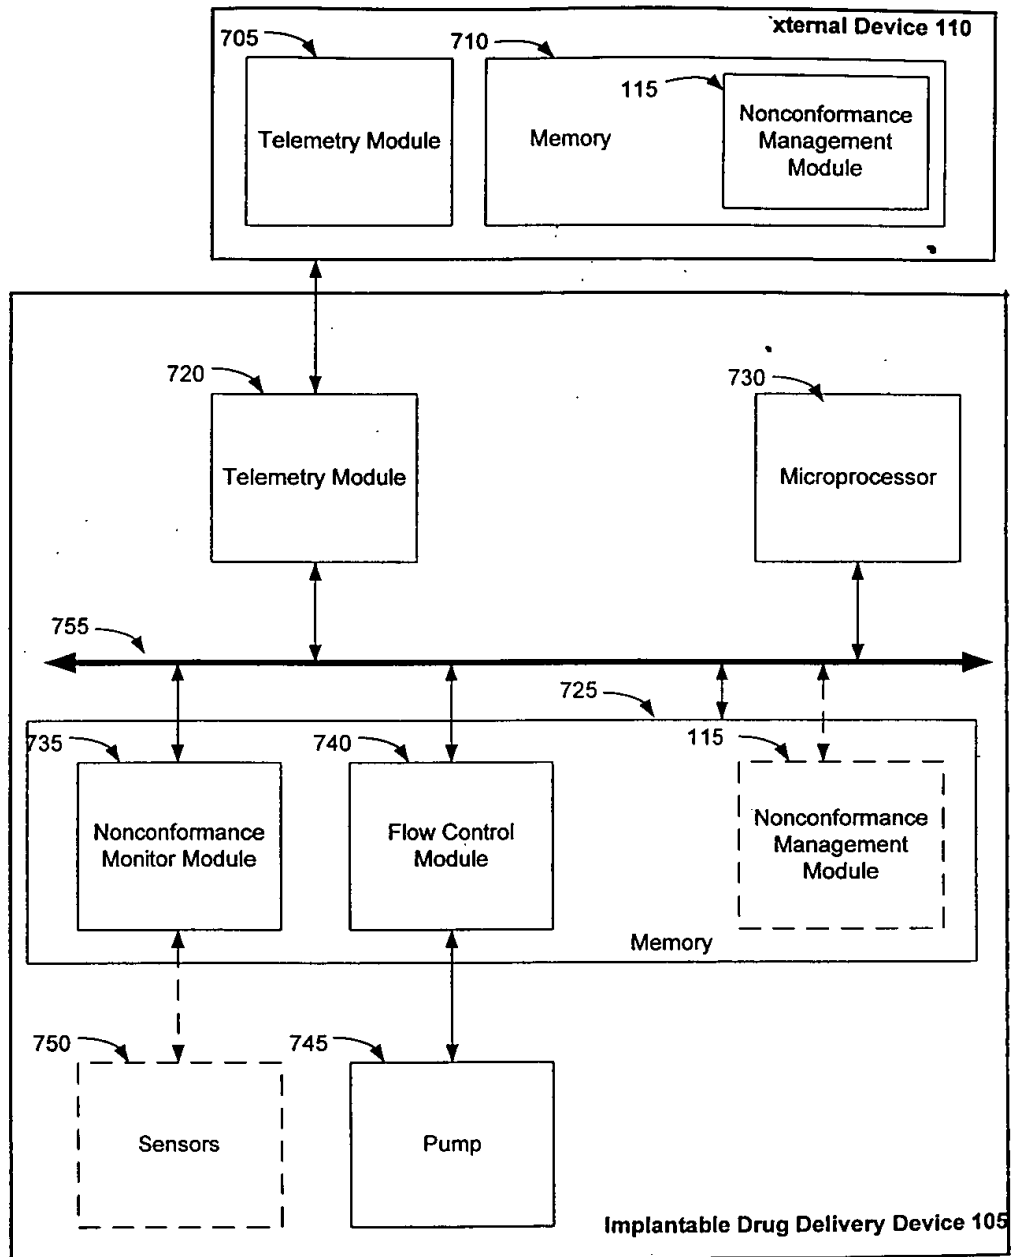 xternal Device 110
705
710
115
Telemetry Module
Memory
Nonconformance
Management
Module
720
730
Telemetry Module
Microprocessor
755
725
735
740
115
Nonconformance
Monitor Module
Flow Control
Module
Nonconformance
Management
Module
Memory
750
745
Sensors
Pump
Implantable Drug Delivery Device 105